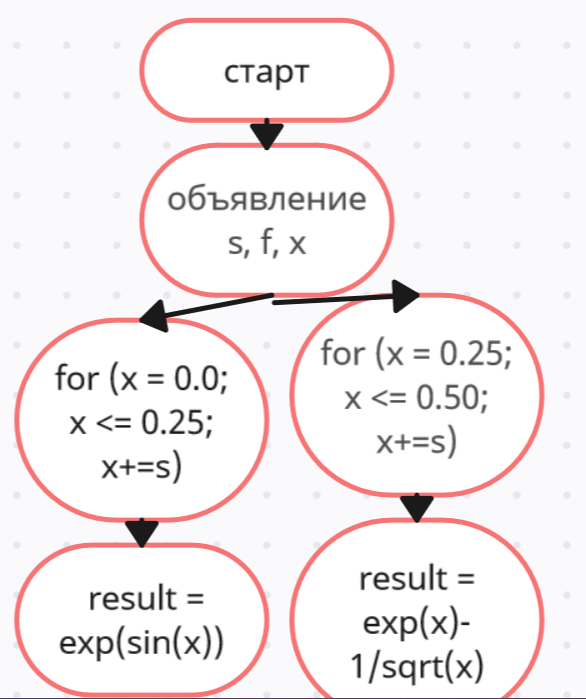 старт
объявление
s, f, x
for (x = 0.0;
x <= 0.25;
x+=s)
for (x = 0.25;
x <= 0.50;
x+=s)
result =
exp(sin(x))
result =
exp(x)-
1/sqrt(x)